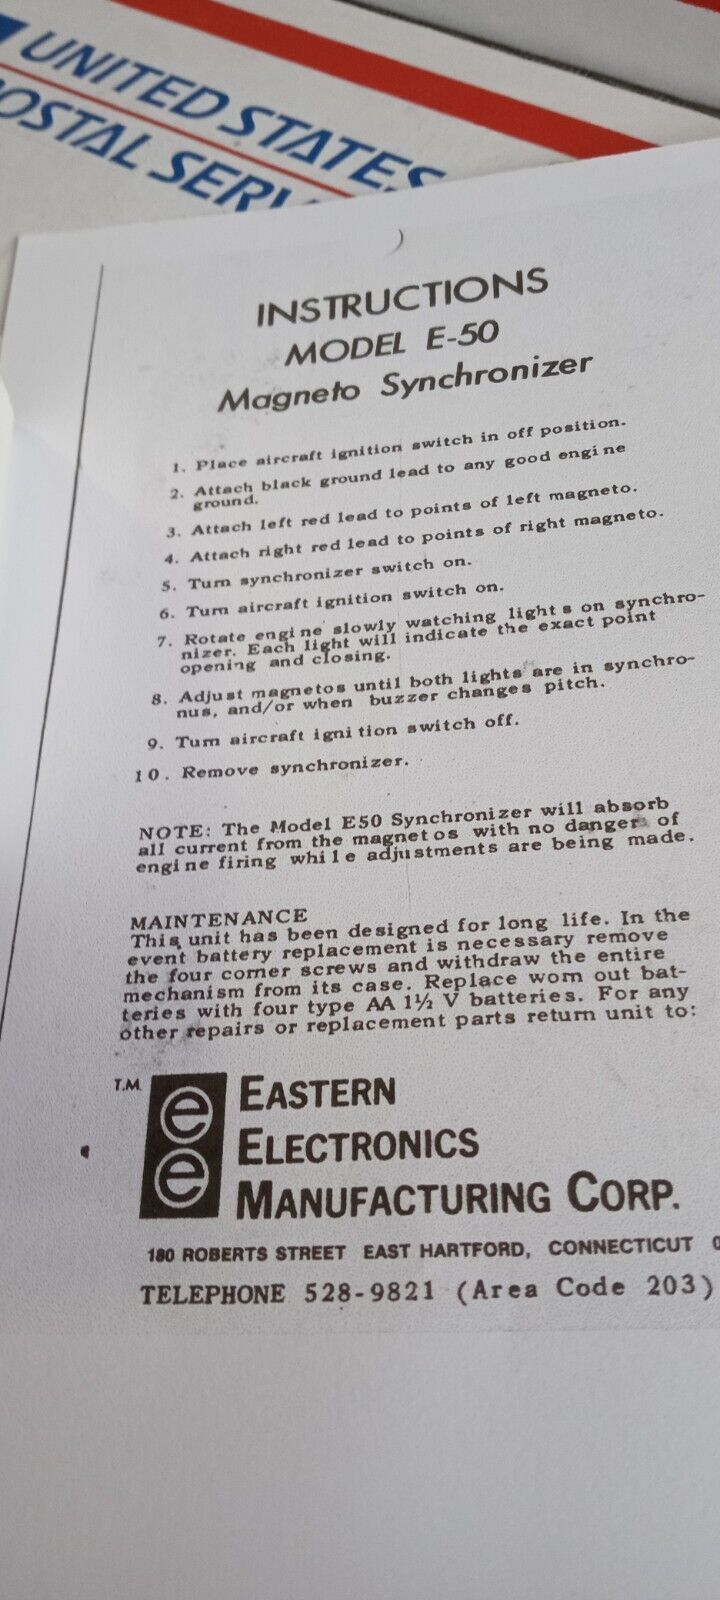 UNITED STATES
POSTAL
INSTRUCTIONS
MODEL E-50
Magneto Synchronizer
1. Place aircraft ignition switch in off position.
2. Attach black ground lead to any good engine
ground.
3. Attach left red lead to points of left magneto.
4. Attach right red lead to points of right magneto.
5. Turn synchronizer switch on.
6. Turn aircraft ignition switch on.
7. Rotate engine slowly watching lights on synchro-
nizer. Each light will indicate the exact point
opening and closing.
8. Adjust magnetos until both lights are in synchro-
nus, and/or when buzzer changes pitch.
9. Turn aircraft ignition switch off.
10. Remove synchronizer.
NOTE: The Model E50 Synchronizer will absorb
all current from the magnetos with no danger of
engine firing while adjustments are being made.
MAINTENANCE
This unit has been designed for long life. In the
event battery replacement is necessary remove
the four corner screws and withdraw the entire
mechanism from its case. Replace worn out bat-
teries with four type AA 1½ V batteries. For any
other repairs or replacement parts return unit to:
T.M.
ee
EASTERN
ELECTRONICS
MANUFACTURING CORP.
180 ROBERTS STREET EAST HARTFORD, CONNECTICUT 0
TELEPHONE 528-9821 (Area Code 203)